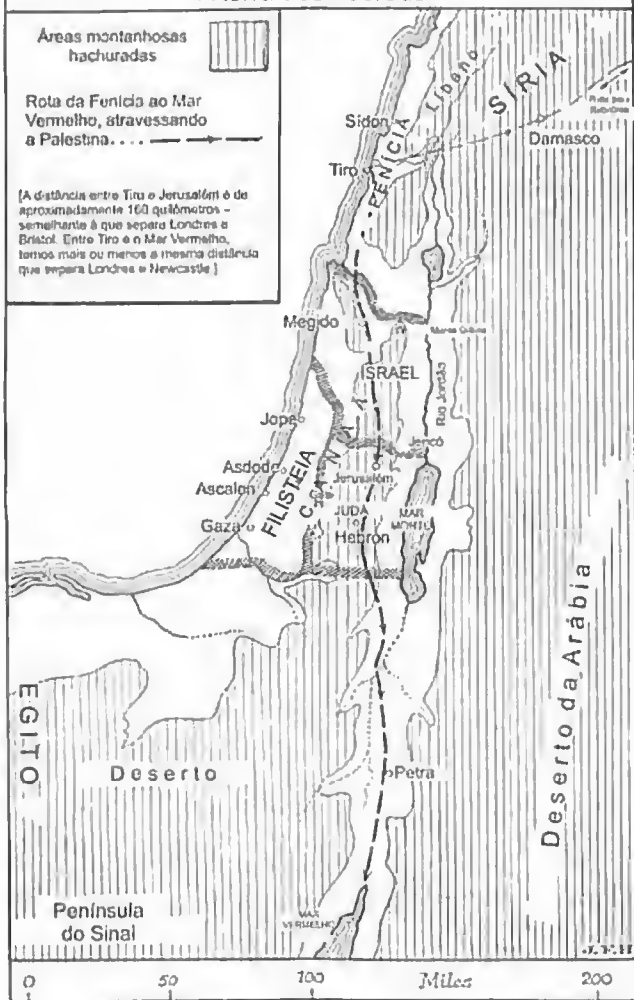 Áreas montanhosas
hachuradas
Rota da Fenícia ao Mar
Vermelho, atravessando
a Palestina....
[A distância entre Tiro e Jerusalém é de
aproximadamente 160 quilômetros –
semelhante à que separa Londres e
Bristol. Entre Tiro e o Mar Vermelho,
temos mais ou menos a mesma distância
que separa Londres e Newcastle.]
Líbano
SÍRIA
Sidon
FENÍCIA
Damasco
Tiro
Megido
ISRAEL
Rio Jordão
Jope
Jericó
CANAÃ
Asdode
Jerusalém
Ascalon
FILISTEIA
JUDÁ
MAR
MORTO
Gaza
Hebron
Deserto da Arábia
EGITO
Deserto
Petra
Península
do Sinai
MAR
VERMELHO
0 50 100 Miles 200